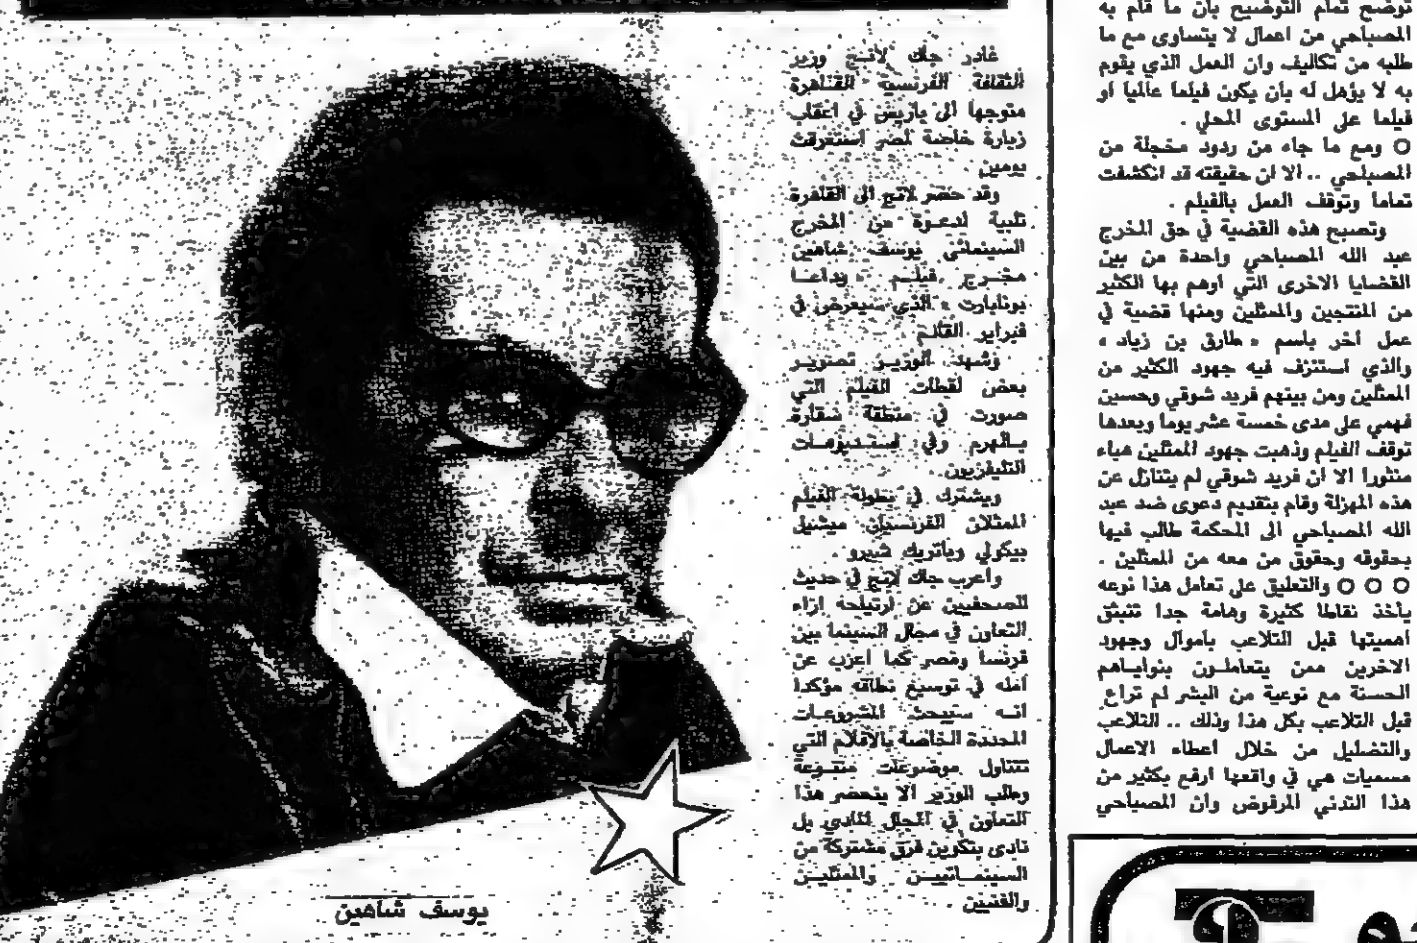 توضح تمام التوضيح بأن ما قام به
المصباحي من اعمال لا يتساوى مع ما
طلبه من تكاليف وان العمل الذي يقوم
به لا يؤهل له بان يكون فيلما عالميا او
فيلما على المستوى المحلي .
○ ومع ما جاء من ردود مخجلة من
المصباحي .. الا ان حقيقته قد انكشفت
تماما وتوقف العمل بالفيلم .
وتصبح هذه القضية في حق المخرج
عبد الله المصباحي واحدة من بين
القضايا الاخرى التي اوهم بها الكثير
من المنتجين والممثلين ومنها قضية في
عمل آخر باسم « طارق بن زياد »
والذي استنزف فيه جهود الكثير من
الممثلين ومن بينهم فريد شوقي وحسين
فهمي على مدى خمسة عشر يوما وبعدها
توقف الفيلم وذهبت جهود الممثلين هباء
منثورا الا ان فريد شوقي لم يتنازل عن
هذه المهزلة وقام بتقديم دعوى ضد عبد
الله المصباحي الى المحكمة طالب فيها
بحقوقه وحقوق من معه من الممثلين .
○ ○ ○ والتعليق على تعامل هذا نوعه
يأخذ نقاطا كثيرة وهامة جدا تنبثق
اهميتها قبل التلاعب باموال وجهود
الاخرين ممن يتعاملون بنواياهم
الحسنة مع نوعية من البشر لم تراع
قبل التلاعب بكل هذا وذلك .. التلاعب
والتضليل من خلال اعطاء الاعمال
مسميات هي في واقعها ارفع بكثير من
هذا التدني المرفوض وان المصباحي
غادر جاك لانج وزير
الثقافة الفرنسية القاهرة
متوجها الى باريس في اعقاب
زيارة خاصة لمصر استغرقت
يومين .
وقد حضر لانج الى القاهرة
تلبية لدعوة من المخرج
السينمائي يوسف شاهين
مخرج فيلم « وداعا
بونابارت » الذي سيعرض في
فبراير القادم
وشهد الوزير تصوير
بعض لقطات الفيلم التي
صورت في منطقة سقارة
بالهرم وفي استديوهات
التليفزيون .
ويشترك في بطولة الفيلم
الممثلان الفرنسيان ميشيل
بيكولي وباتريك شيرو .
واعرب جاك لانج في حديث
للصحفيين عن ارتياحه ازاء
التعاون في مجال السينما بين
فرنسا ومصر كما اعرب عن
امله في توسيع نطاقه مؤكدا
انه سيبحث المشروعات
المحددة الخاصة بالافلام التي
تتناول موضوعات متنوعة
وطلب الوزير الا ينحصر هذا
التعاون في المجال المادي بل
نادى بتكوين فرق مشتركة من
السينمائيين والممثلين
والفنيين .
يوسف شاهين